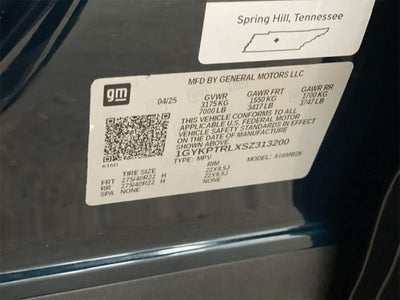 Spring Hill, Tennessee
gm
MFD BY GENERAL MOTORS LLC
04/25 GVWR GAWR FRT GAWR RR
3175 KG 1550 KG 1700 KG
7000 LB 3417 LB 3747 LB
THIS VEHICLE CONFORMS TO ALL
APPLICABLE U.S. FEDERAL MOTOR
VEHICLE SAFETY STANDARDS IN EFFECT
ON THE DATE OF MANUFACTURE
SHOWN ABOVE.
1GYKPTRLXSZ313200
TYPE: MPV MODEL:
TIRE SIZE RIM
FRT 275/40R22 H 22X9.5J
RR 275/40R22 H 22X9.5J
SPA NONE NONE